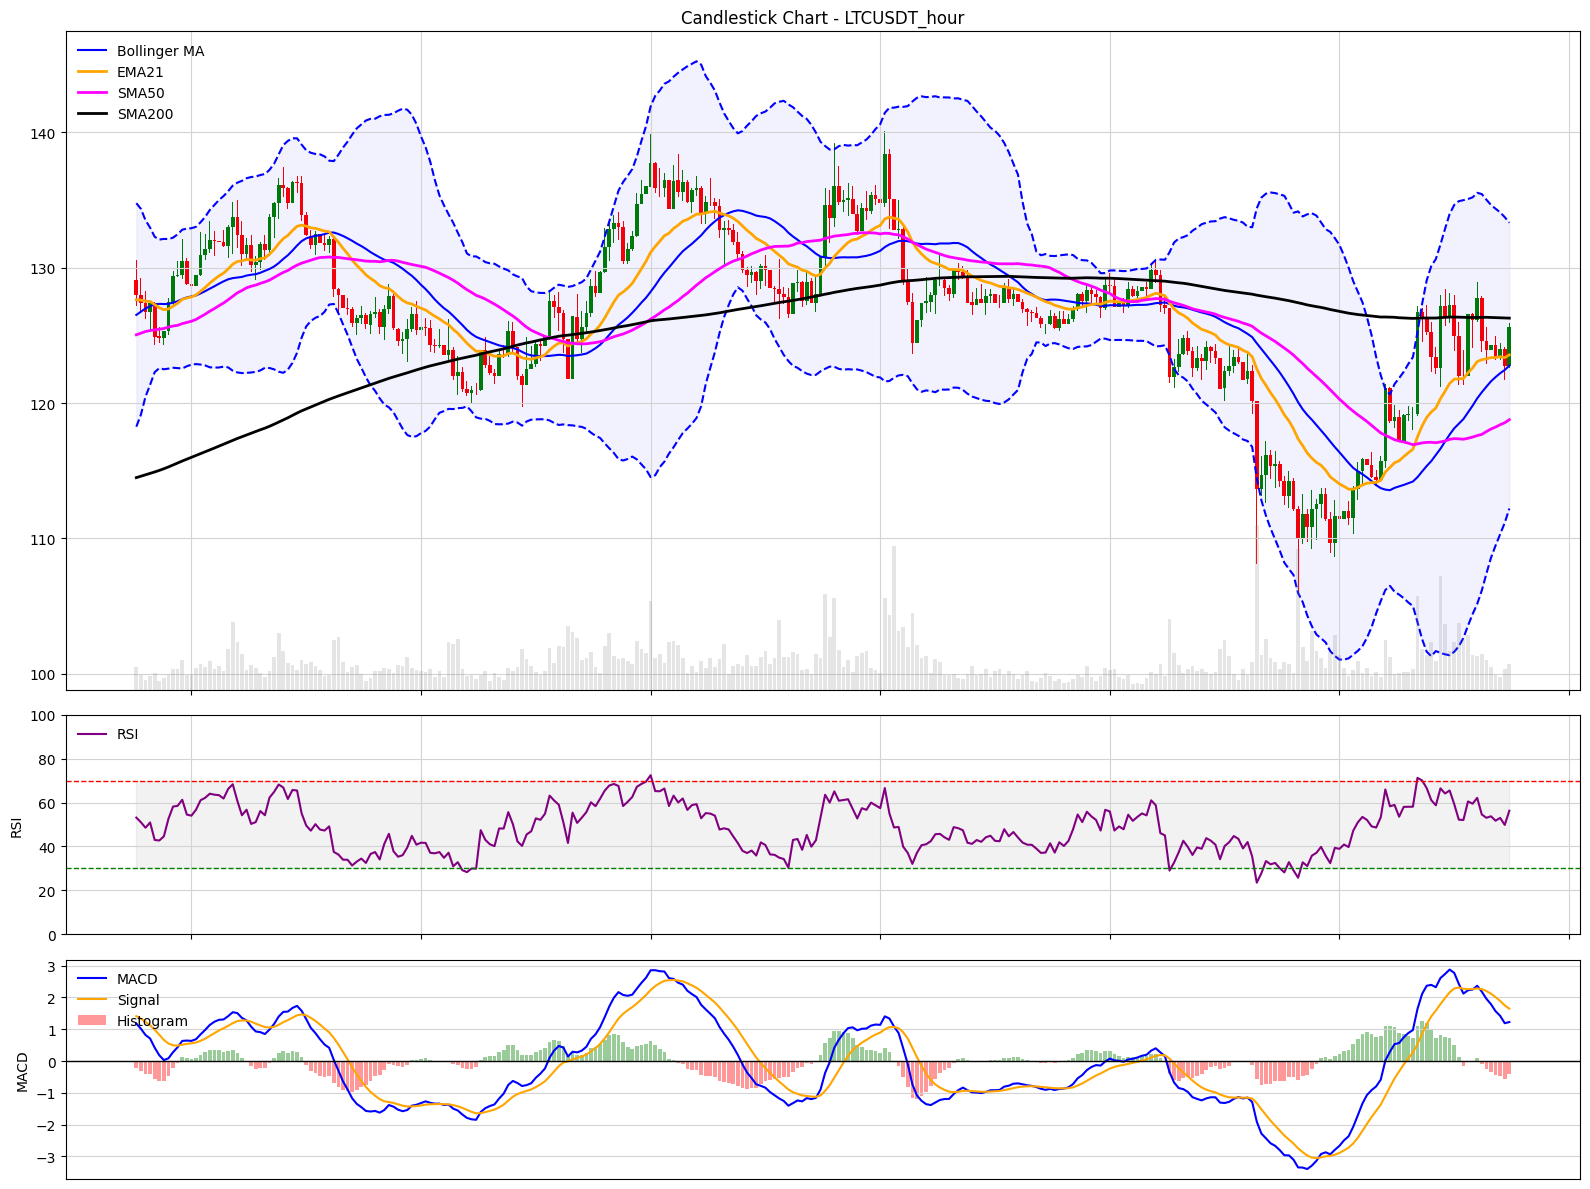 Candlestick Chart - LTCUSDT_hour
Bollinger MA
EMA21
SMA50
SMA200
140
130
120
110
100
RSI
100
80
60
40
20
0
RSI
MACD
Signal
Histogram
3
2
1
0
−1
−2
−3
MACD